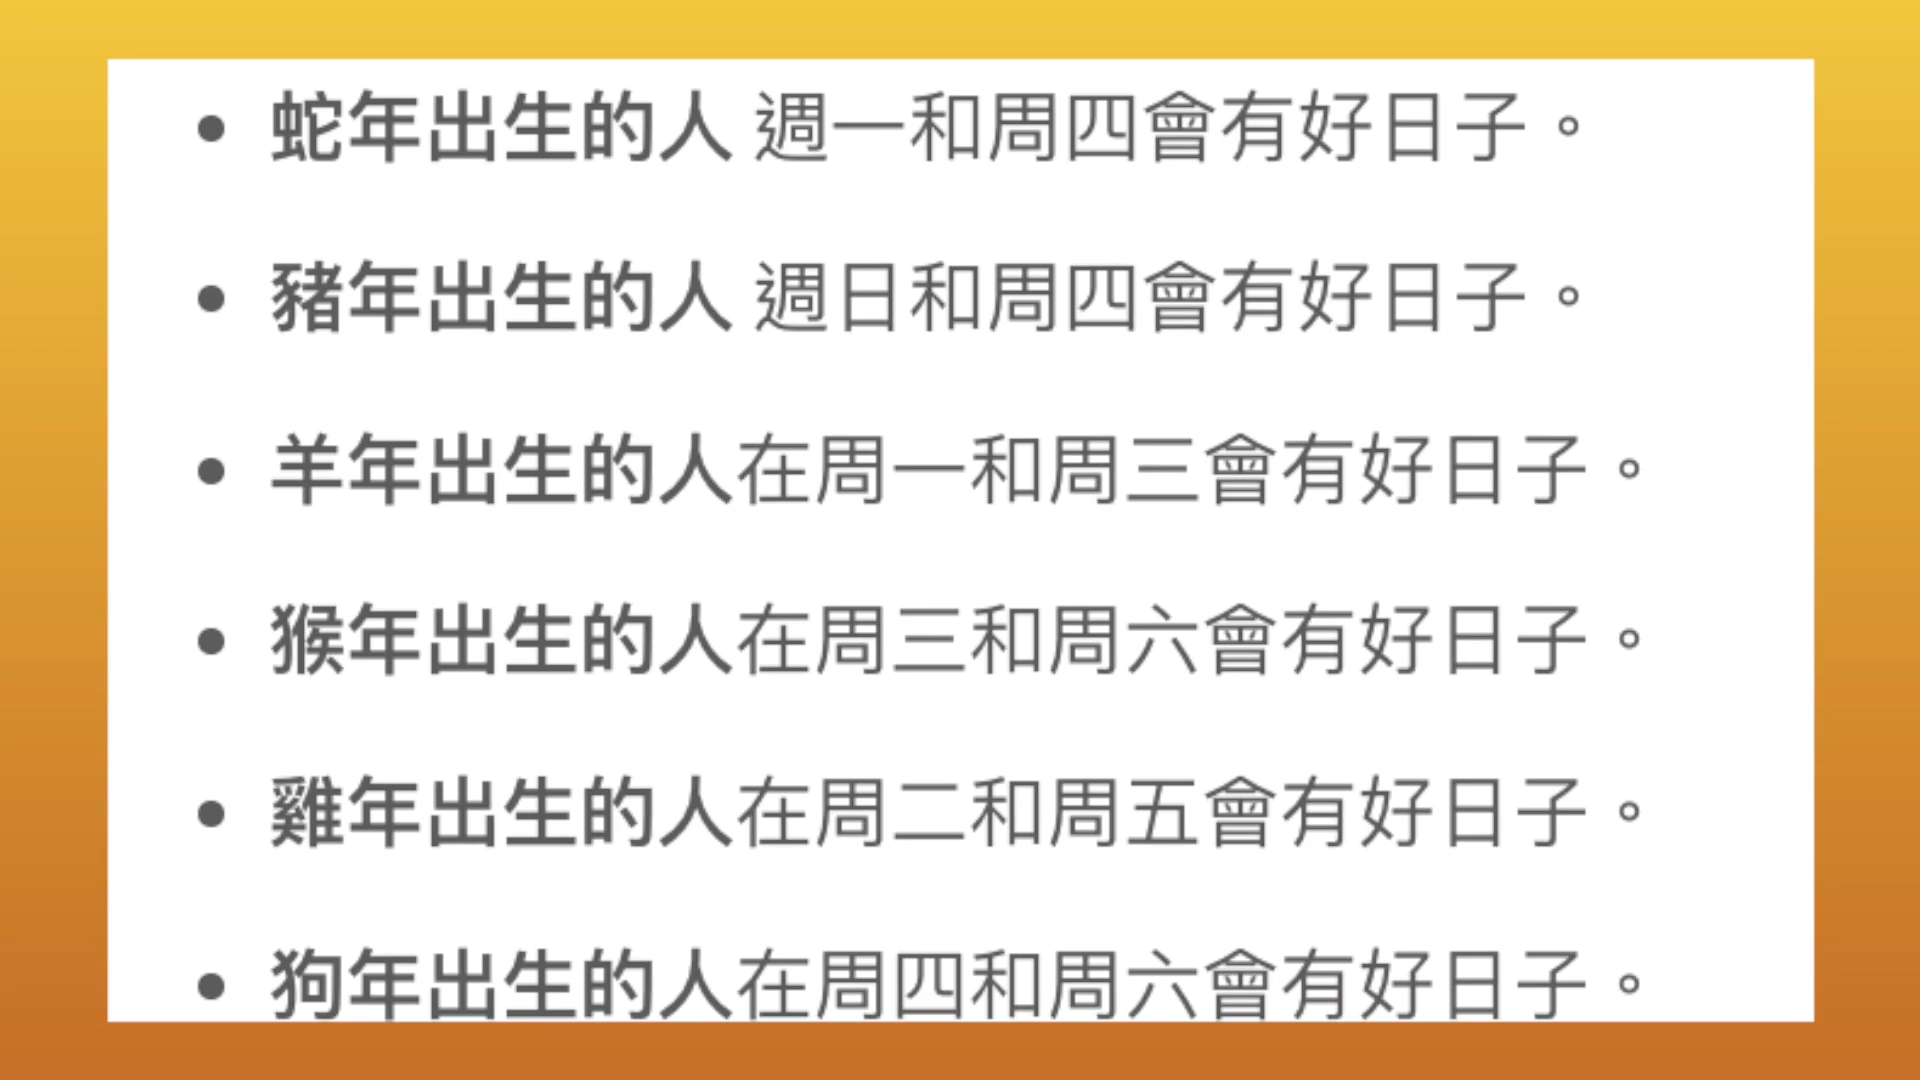 • 蛇年出生的人 週一和周四會有好日子。
• 豬年出生的人 週日和周四會有好日子。
• 羊年出生的人在周一和周三會有好日子。
• 猴年出生的人在周三和周六會有好日子。
• 雞年出生的人在周二和周五會有好日子。
• 狗年出生的人在周四和周六會有好日子。